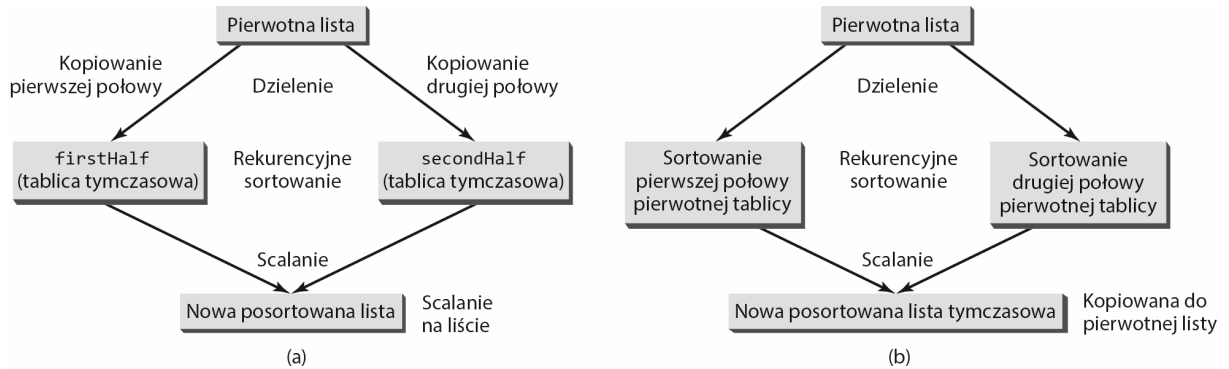 Pierwotna lista
Kopiowanie
pierwszej połowy
Dzielenie
Kopiowanie
drugiej połowy
firstHalf
(tablica tymczasowa)
Rekurencyjne
sortowanie
secondHalf
(tablica tymczasowa)
Scalanie
Nowa posortowana lista
Scalanie
na liście
(a)
Pierwotna lista
Dzielenie
Sortowanie
pierwszej połowy
pierwotnej tablicy
Rekurencyjne
sortowanie
Sortowanie
drugiej połowy
pierwotnej tablicy
Scalanie
Nowa posortowana lista tymczasowa
Kopiowana do
pierwotnej listy
(b)